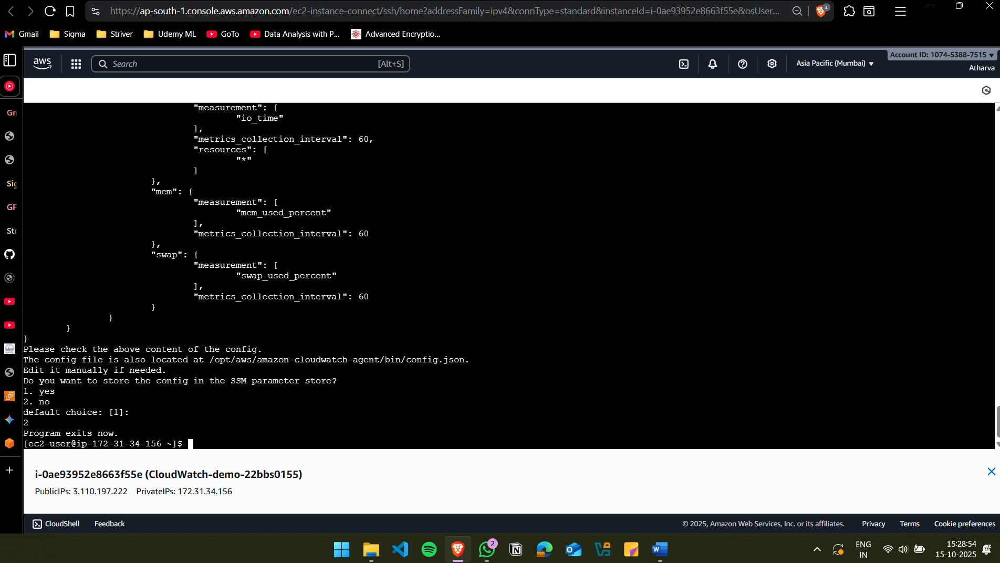 https://ap-south-1.console.aws.amazon.com/ec2-instance-connect/ssh/home?addressFamily=ipv4&connType=standard&instanceId=i-0ae93952e8663f55e&osUser...
4
Gmail Sigma Striver Udemy ML GoTo Data Analysis with P... Advanced Encryptio...
aws Search [Alt+S] Asia Pacific (Mumbai) Account ID: 1074-5388-7515
Atharva
Gm
Sig
GF
Str
"measurement": [
"io_time"
],
"metrics_collection_interval": 60,
"resources": [
"*"
]
},
"mem": {
"measurement": [
"mem_used_percent"
],
"metrics_collection_interval": 60
},
"swap": {
"measurement": [
"swap_used_percent"
],
"metrics_collection_interval": 60
}
}
}
}
Please check the above content of the config.
The config file is also located at /opt/aws/amazon-cloudwatch-agent/bin/config.json.
Edit it manually if needed.
Do you want to store the config in the SSM parameter store?
1. yes
2. no
default choice: [1]:
2
Program exits now.
[ec2-user@ip-172-31-34-156 ~]$
i-0ae93952e8663f55e (CloudWatch-demo-22bbs0155)
PublicIPs: 3.110.197.222 PrivateIPs: 172.31.34.156
CloudShell Feedback © 2025, Amazon Web Services, Inc. or its affiliates. Privacy Terms Cookie preferences
2
ENG
IN
15:28:54
15-10-2025